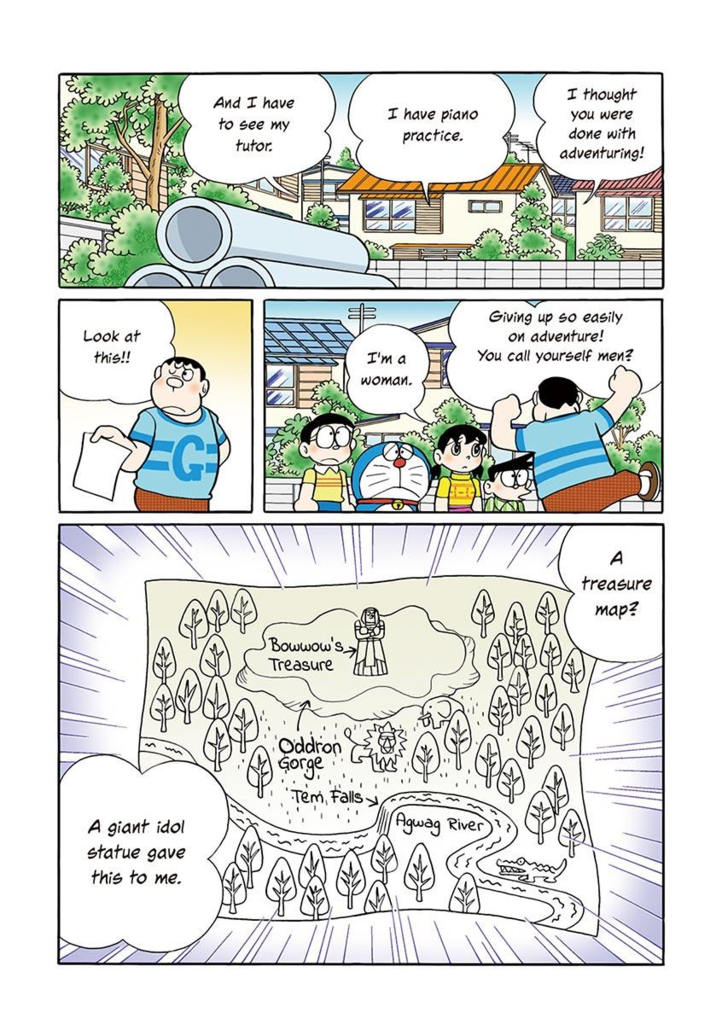 I thought
you were
done with
adventuring!
I have piano
practice.
And I have
to see my
tutor.
Giving up so easily
on adventure!
You call yourself men?
I'm a
woman.
Look at
this!!
G
A
treasure
map?
Bowwow's
Treasure
Oddron
Gorge
Tem Falls
Agwag River
A giant idol
statue gave
this to me.